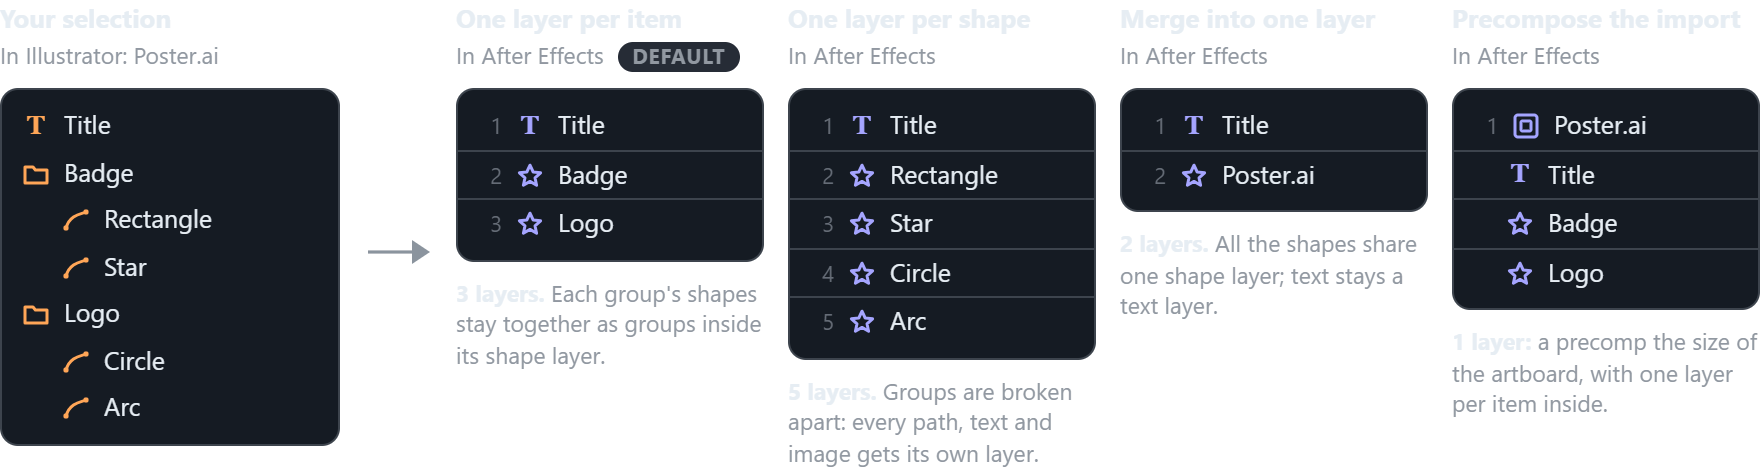 Your selection
In Illustrator: Poster.ai
Title
Badge
Rectangle
Star
Logo
Circle
Arc
One layer per item
In After Effects DEFAULT
1 T Title
2 Badge
3 Logo
3 layers. Each group's shapes
stay together as groups inside
its shape layer.
One layer per shape
In After Effects
1 T Title
2 Rectangle
3 Star
4 Circle
5 Arc
5 layers. Groups are broken
apart: every path, text and
image gets its own layer.
Merge into one layer
In After Effects
1 T Title
2 Poster.ai
2 layers. All the shapes share
one shape layer; text stays a
text layer.
Precompose the import
In After Effects
1 Poster.ai
T Title
Badge
Logo
1 layer: a precomp the size of
the artboard, with one layer
per item inside.